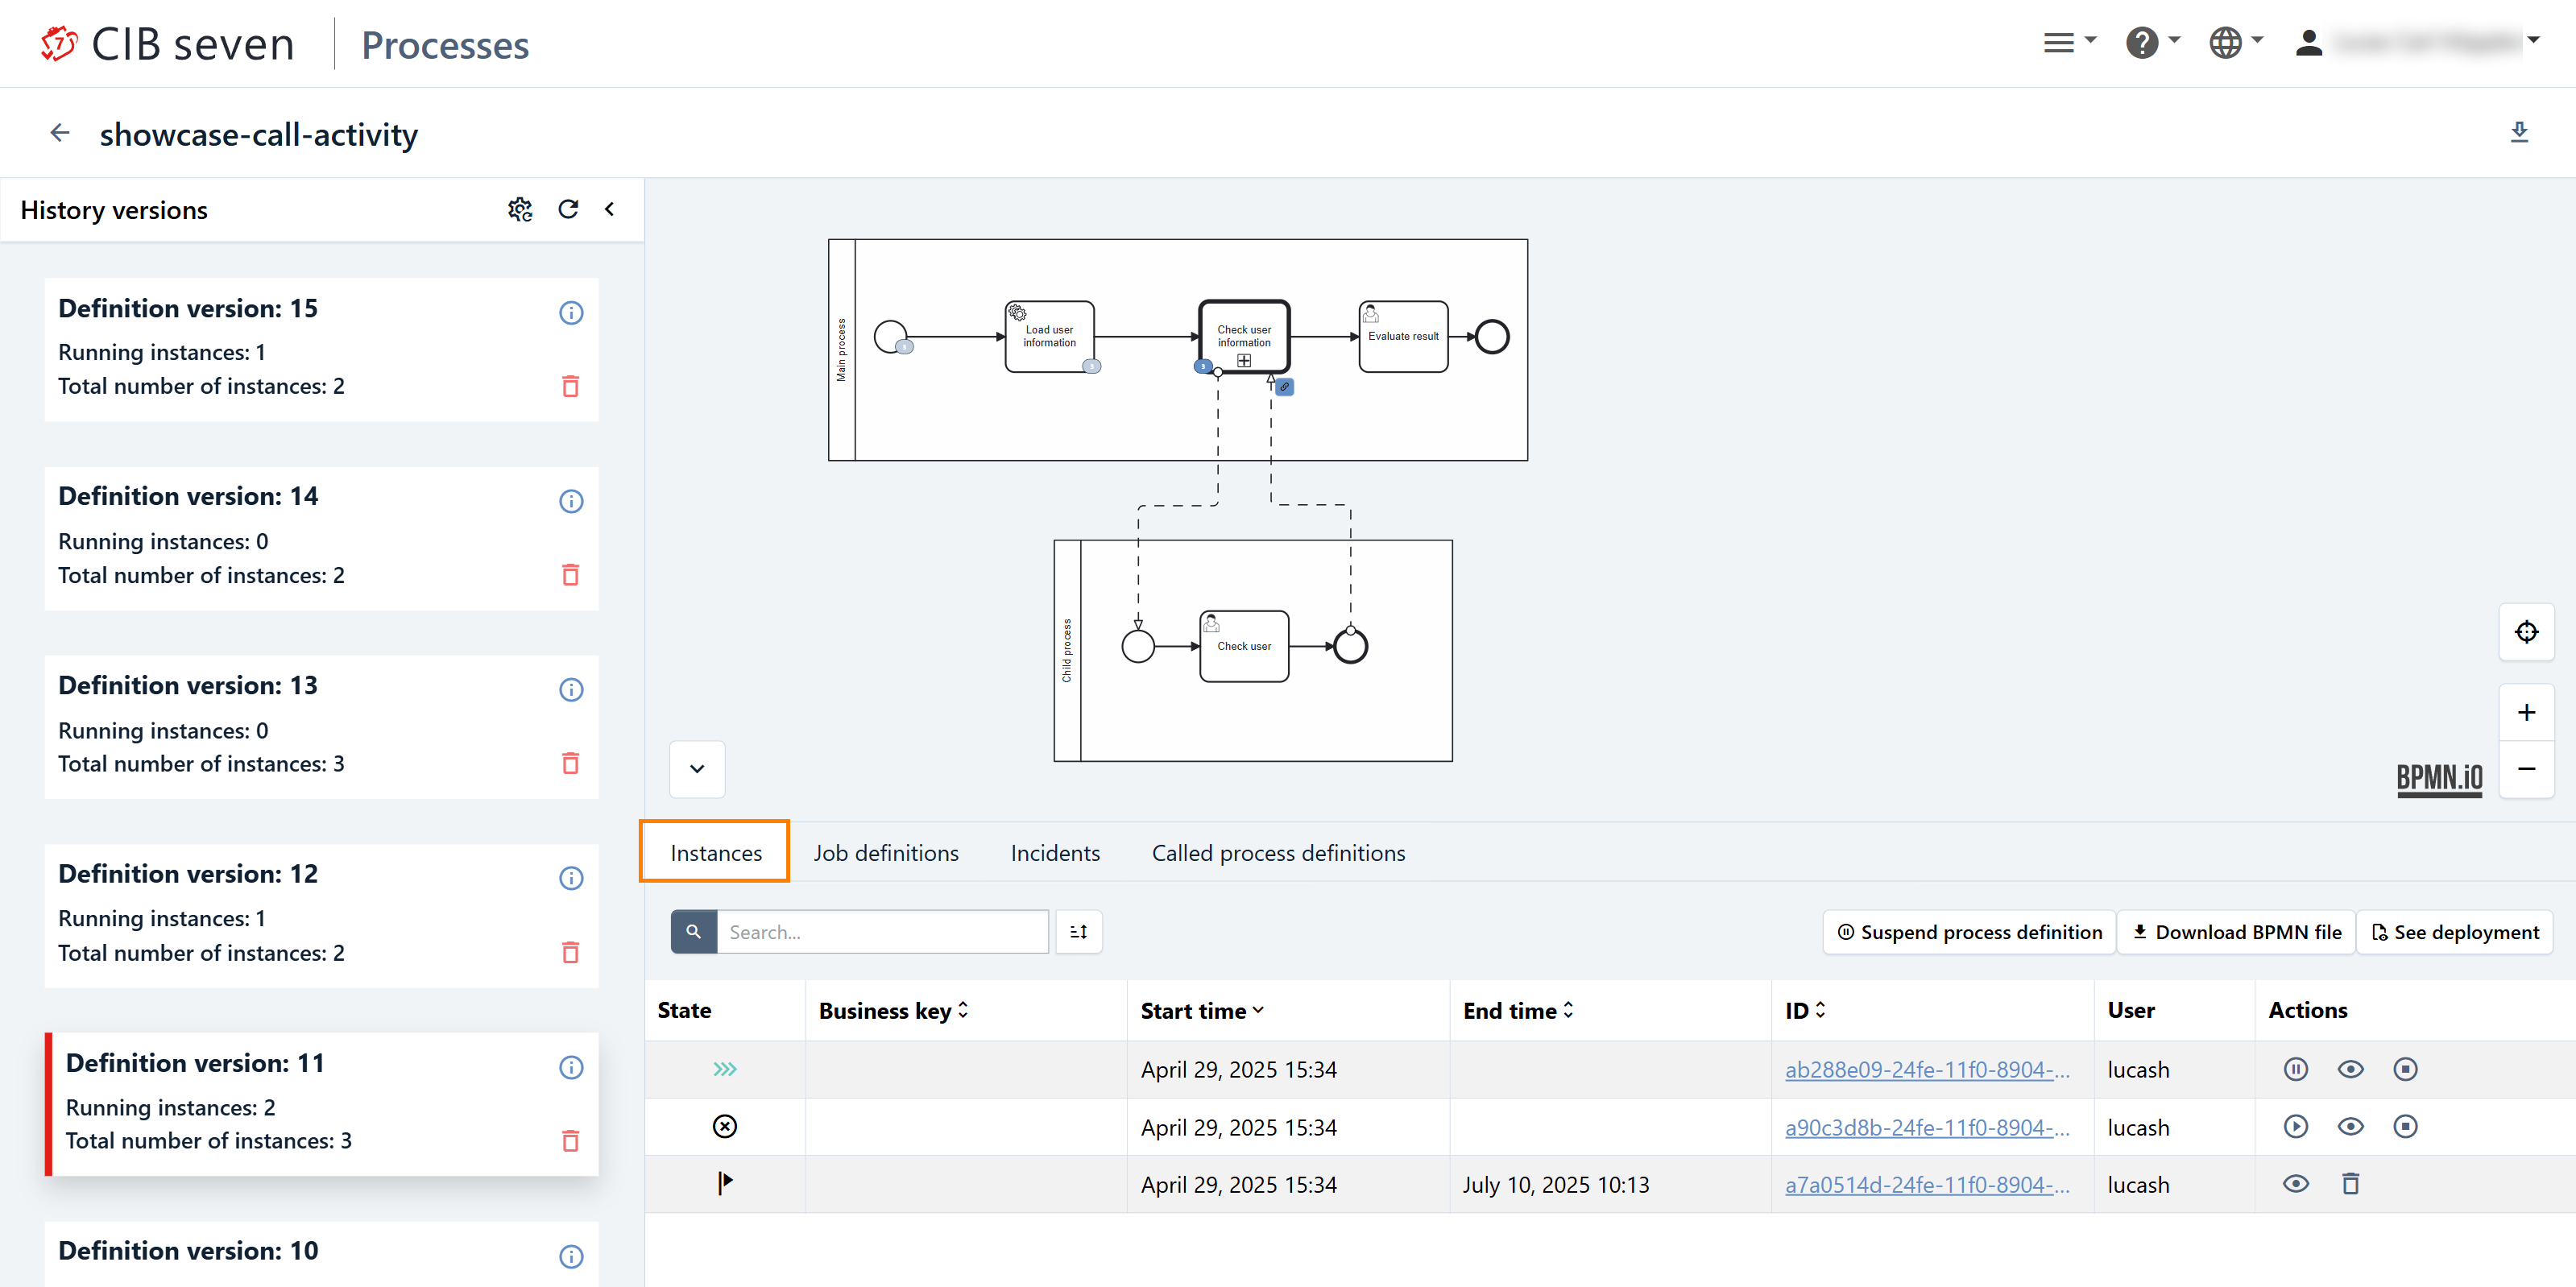 CIB seven
Processes
showcase-call-activity
History versions
Definition version: 15
Running instances: 1
Total number of instances: 2
Definition version: 14
Running instances: 0
Total number of instances: 2
Definition version: 13
Running instances: 0
Total number of instances: 3
Definition version: 12
Running instances: 1
Total number of instances: 2
Definition version: 11
Running instances: 2
Total number of instances: 3
Definition version: 10
Main process
Load user
information
Check user
information
Evaluate result
Child process
Check user
BPMN.iO
Instances
Job definitions
Incidents
Called process definitions
Search...
Suspend process definition
Download BPMN file
See deployment
State Business key Start time End time ID User Actions
April 29, 2025 15:34 ab288e09-24fe-11f0-8904-... lucash
April 29, 2025 15:34 a90c3d8b-24fe-11f0-8904-... lucash
April 29, 2025 15:34 July 10, 2025 10:13 a7a0514d-24fe-11f0-8904-... lucash